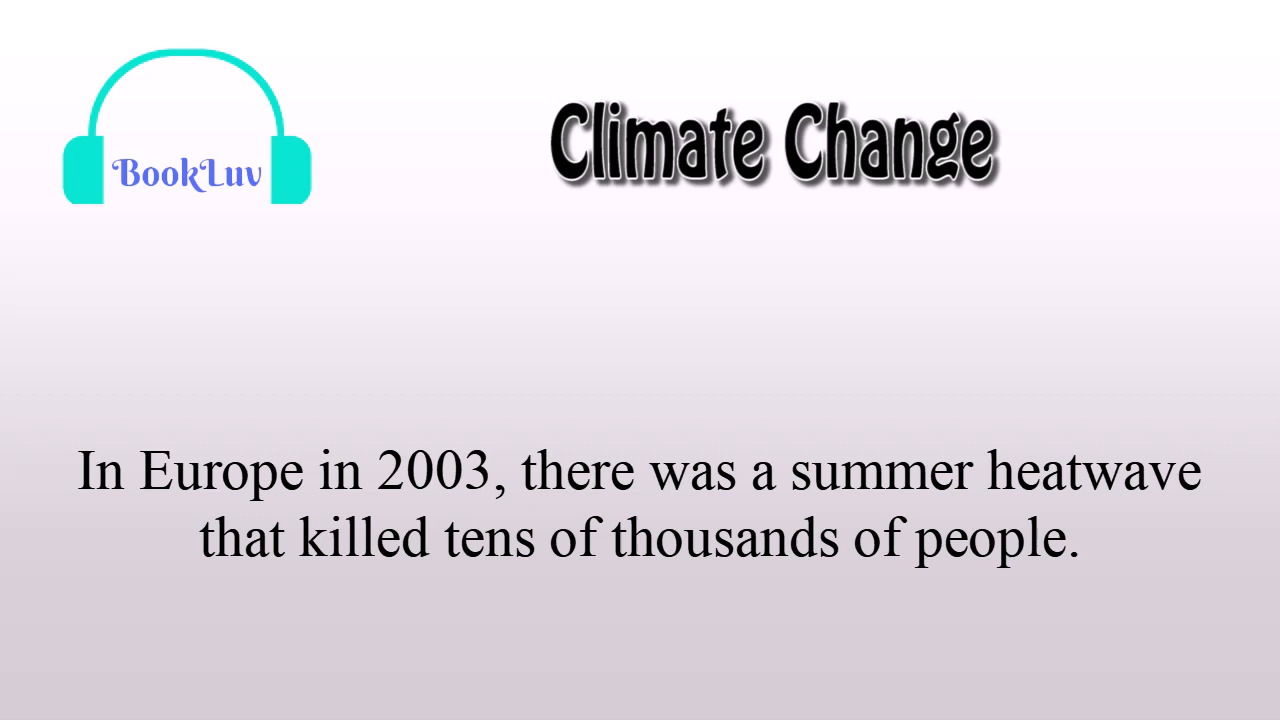 BookLuv
Climate Change
In Europe in 2003, there was a summer heatwave
that killed tens of thousands of people.